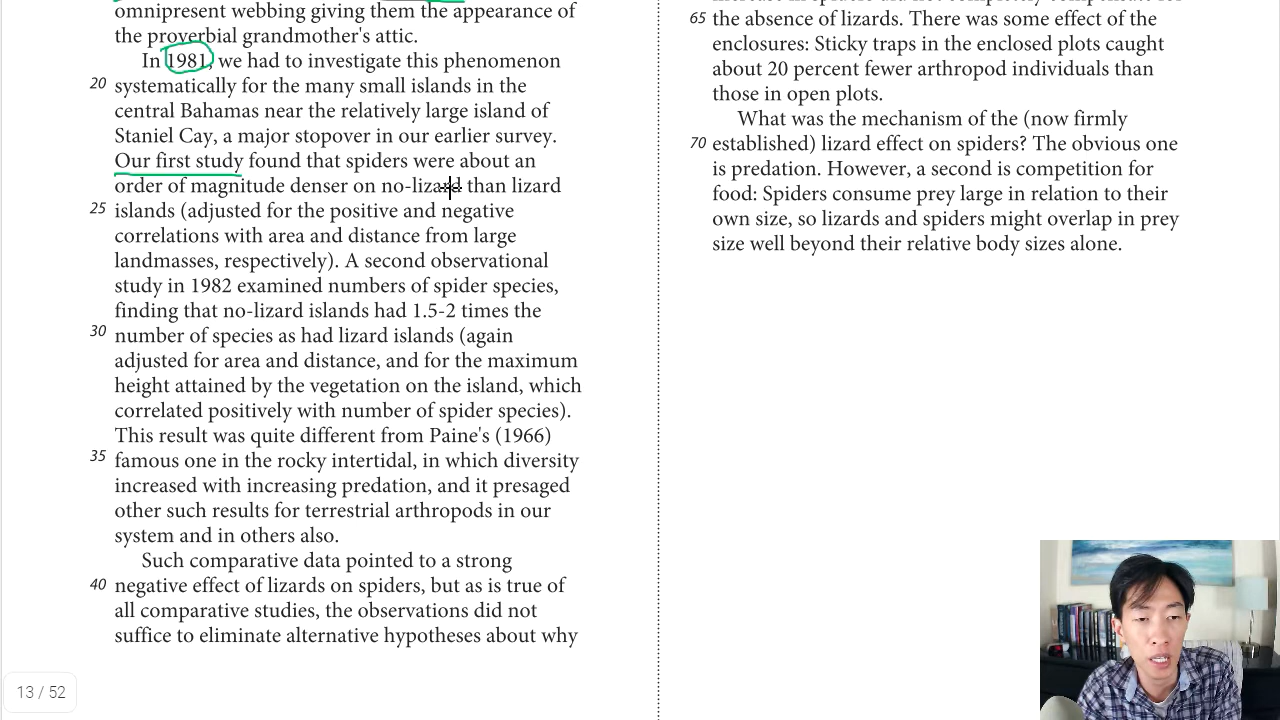 omnipresent webbing giving them the appearance of
the proverbial grandmother's attic.
In 1981, we had to investigate this phenomenon
20 systematically for the many small islands in the
central Bahamas near the relatively large island of
Staniel Cay, a major stopover in our earlier survey.
Our first study found that spiders were about an
order of magnitude denser on no-lizard than lizard
25 islands (adjusted for the positive and negative
correlations with area and distance from large
landmasses, respectively). A second observational
study in 1982 examined numbers of spider species,
finding that no-lizard islands had 1.5-2 times the
30 number of species as had lizard islands (again
adjusted for area and distance, and for the maximum
height attained by the vegetation on the island, which
correlated positively with number of spider species).
This result was quite different from Paine's (1966)
35 famous one in the rocky intertidal, in which diversity
increased with increasing predation, and it presaged
other such results for terrestrial arthropods in our
system and in others also.
Such comparative data pointed to a strong
40 negative effect of lizards on spiders, but as is true of
all comparative studies, the observations did not
suffice to eliminate alternative hypotheses about why
65 the absence of lizards. There was some effect of the
enclosures: Sticky traps in the enclosed plots caught
about 20 percent fewer arthropod individuals than
those in open plots.
What was the mechanism of the (now firmly
70 established) lizard effect on spiders? The obvious one
is predation. However, a second is competition for
food: Spiders consume prey large in relation to their
own size, so lizards and spiders might overlap in prey
size well beyond their relative body sizes alone.
13 / 52